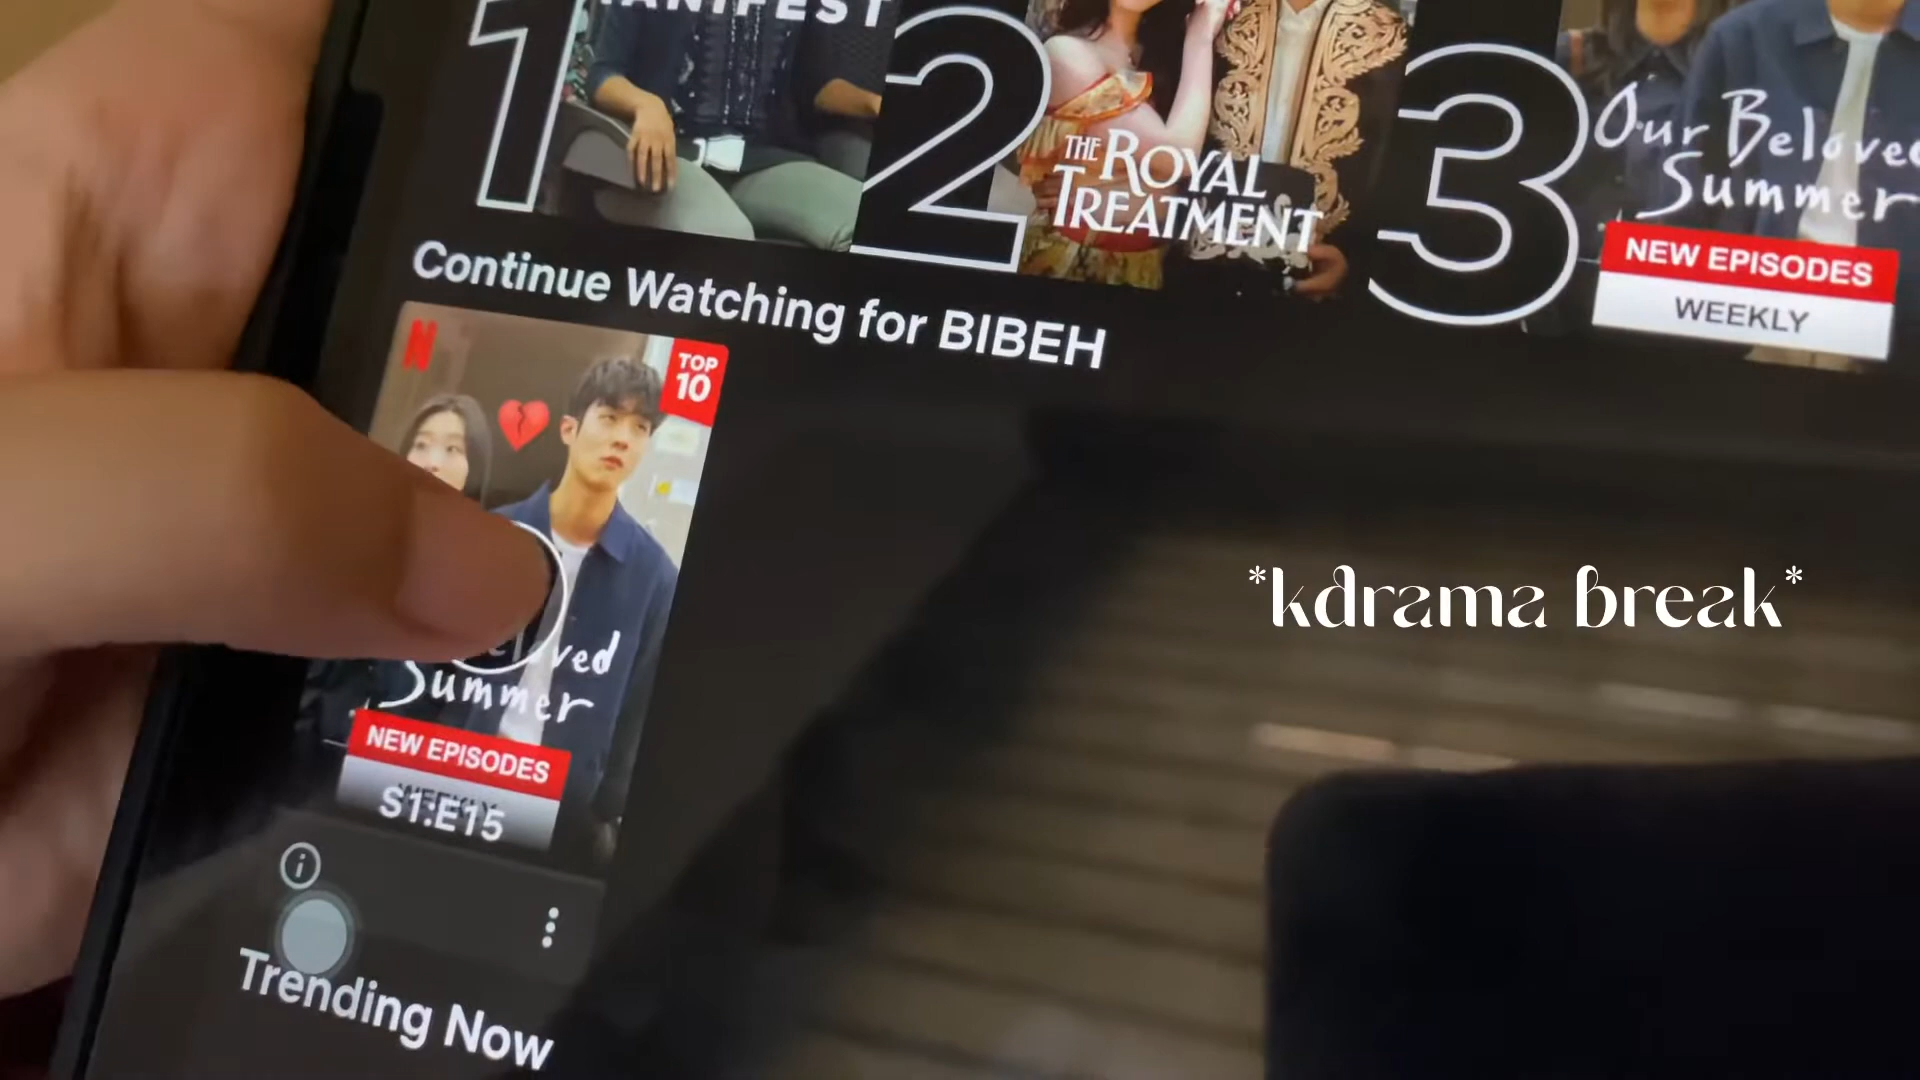 1
2
3
THE ROYAL
TREATMENT
Our Beloved
Summer
NEW EPISODES
WEEKLY
Continue Watching for BIBEH
N
TOP
10
Summer
NEW EPISODES
S1:E15
*kdrama break*
Trending Now